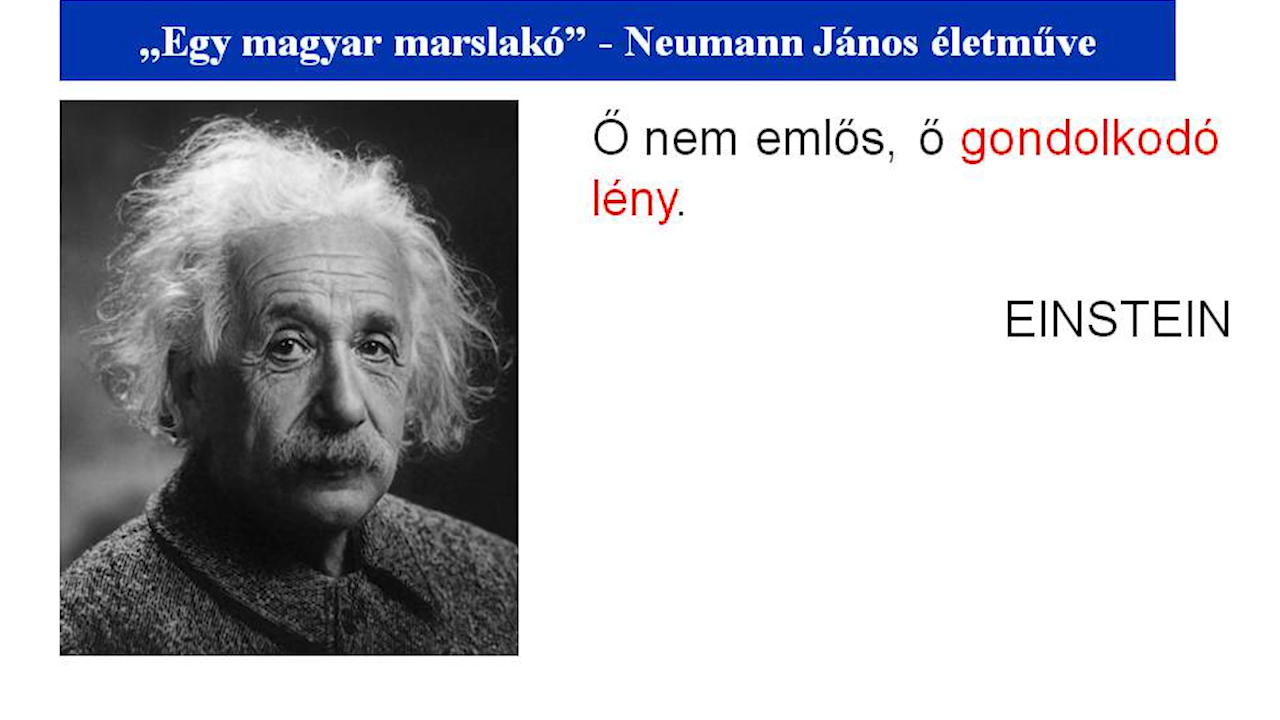 „Egy magyar marslakó” - Neumann János életműve
Ő nem emlős, ő gondolkodó
lény.
EINSTEIN